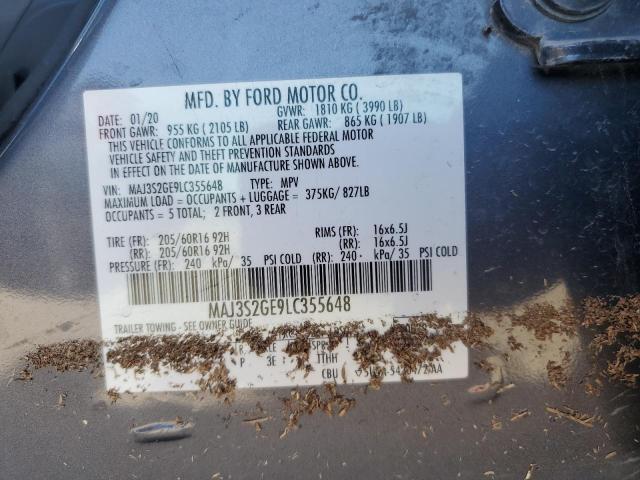 MFD. BY FORD MOTOR CO.
DATE: 01/20 GVWR: 1810 KG ( 3990 LB)
FRONT GAWR: 955 KG ( 2105 LB) REAR GAWR: 865 KG ( 1907 LB)
THIS VEHICLE CONFORMS TO ALL APPLICABLE FEDERAL MOTOR
VEHICLE SAFETY AND THEFT PREVENTION STANDARDS
IN EFFECT ON THE DATE OF MANUFACTURE SHOWN ABOVE.
VIN: MAJ3S2GE9LC355648 TYPE: MPV
MAXIMUM LOAD = OCCUPANTS + LUGGAGE = 375KG/ 827LB
OCCUPANTS = 5 TOTAL; 2 FRONT, 3 REAR
TIRE (FR): 205/60R16 92H RIMS (FR): 16x6.5J
(RR): 205/60R16 92H (RR): 16x6.5J
PRESSURE (FR): 240 kPa/ 35 PSI COLD (RR): 240 kPa/ 35 PSI COLD
MAJ3S2GE9LC355648
TRAILER TOWING - SEE OWNER GUIDE
P 3E TTHH
CBU